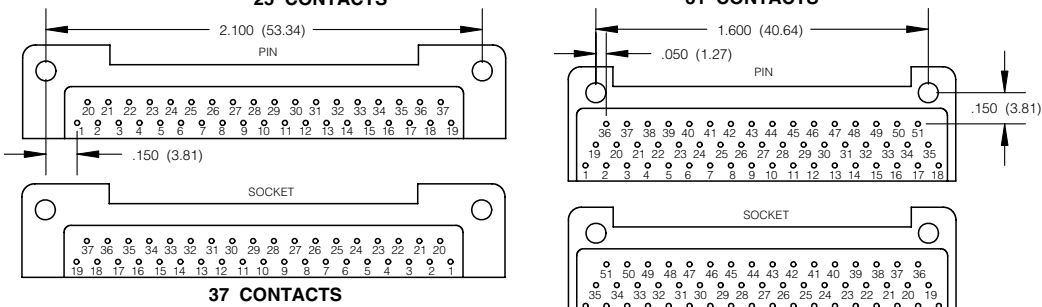 25 CONTACTS
2.100 (53.34)
PIN
20 21 22 23 24 25 26 27 28 29 30 31 32 33 34 35 36 37
1 2 3 4 5 6 7 8 9 10 11 12 13 14 15 16 17 18 19
.150 (3.81)
SOCKET
37 36 35 34 33 32 31 30 29 28 27 26 25 24 23 22 21 20
19 18 17 16 15 14 13 12 11 10 9 8 7 6 5 4 3 2 1
37 CONTACTS
CONTACTS
1.600 (40.64)
.050 (1.27)
PIN
.150 (3.81)
36 37 38 39 40 41 42 43 44 45 46 47 48 49 50 51
19 20 21 22 23 24 25 26 27 28 29 30 31 32 33 34 35
1 2 3 4 5 6 7 8 9 10 11 12 13 14 15 16 17 18
SOCKET
51 50 49 48 47 46 45 44 43 42 41 40 39 38 37 36
35 34 33 32 31 30 29 28 27 26 25 24 23 22 21 20 19